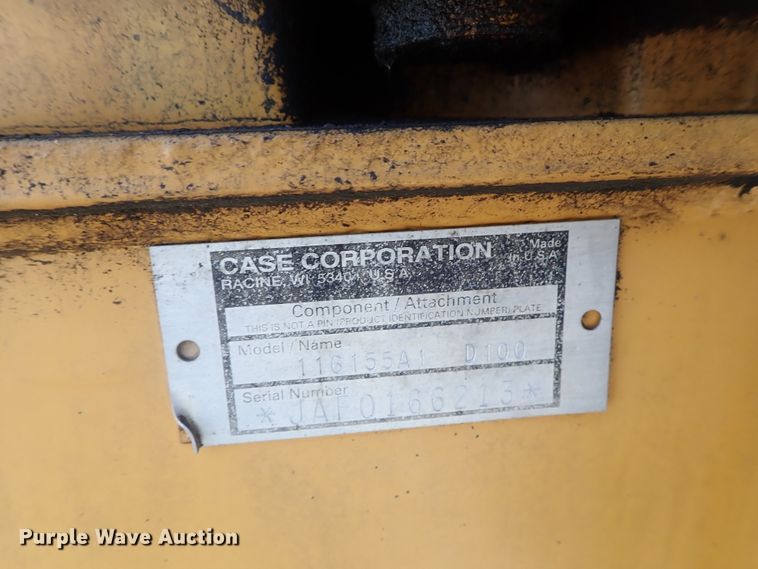 CASE CORPORATION
Made
RACINE, WI 53404 U.S.A.
in U.S.A.
Component / Attachment
THIS IS NOT A PIN (PRODUCT IDENTIFICATION NUMBER) PLATE
Model / Name
116155A1 D100
Serial Number
*JAF0166213*
Purple Wave Auction